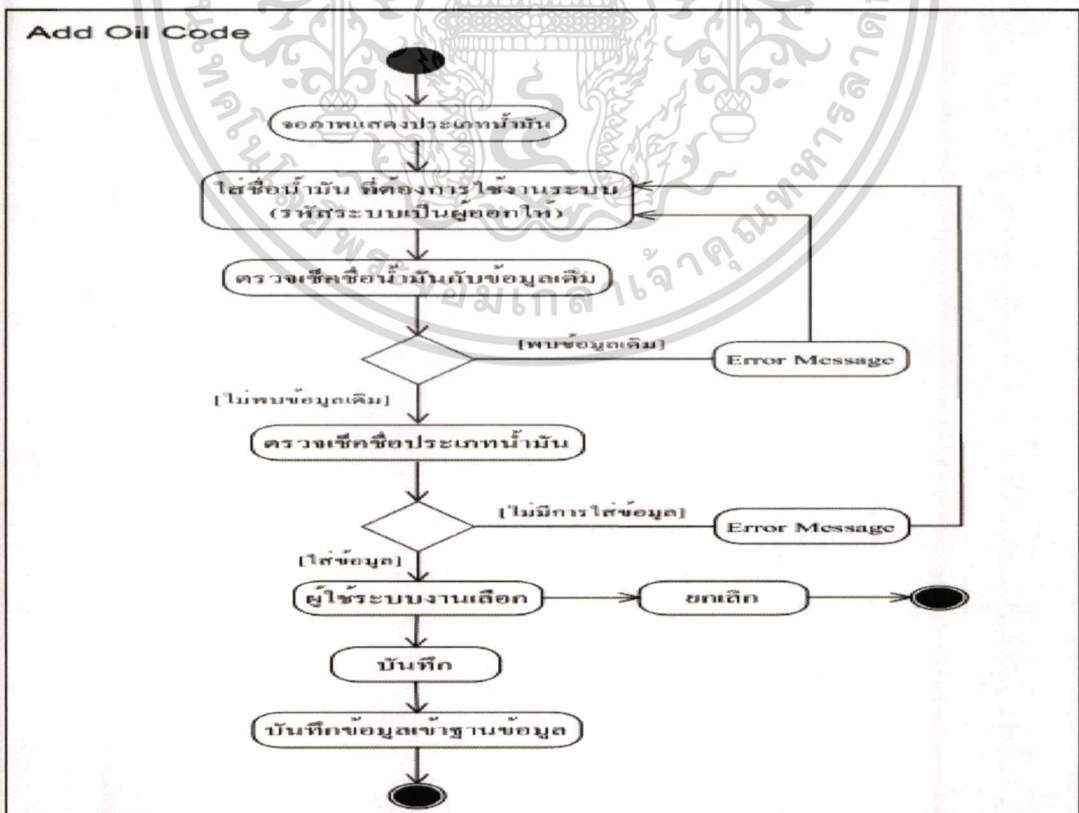 Add Oil Code
จอภาพแสดงประเภทน้ำมัน
ใส่ชื่อน้ำมัน ที่ต้องการใช้งานระบบ
(รหัสระบบเป็นผู้ออกให้)
ตรวจเช็คชื่อน้ำมันกับข้อมูลเดิม
[พบข้อมูลเดิม]
Error Message
[ไม่พบข้อมูลเดิม]
ตรวจเช็คชื่อประเภทน้ำมัน
[ไม่มีการใส่ข้อมูล]
Error Message
[ใส่ข้อมูล]
ผู้ใช้ระบบงานเลือก
ยกเลิก
บันทึก
บันทึกข้อมูลเข้าฐานข้อมูล